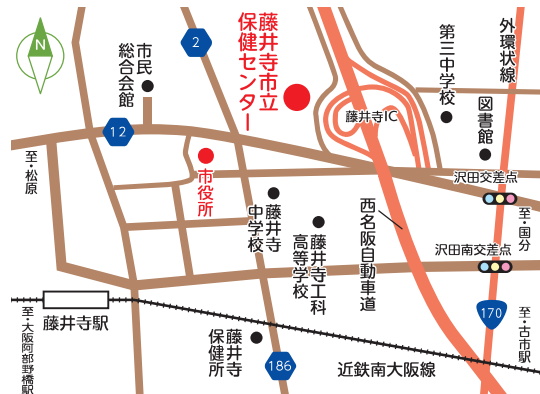 N
2
藤井寺市立
保健センター
市民
総合会館
外環状線
第三中学校
図書館
藤井寺IC
12
至・松原
市役所
沢田交差点
藤井寺
中学校
藤井寺工科
高等学校
西名阪自動車道
至・国分
沢田南交差点
170
藤井寺駅
至・大阪阿部野橋駅
藤井寺
保健所
186
近鉄南大阪線
至・古市駅